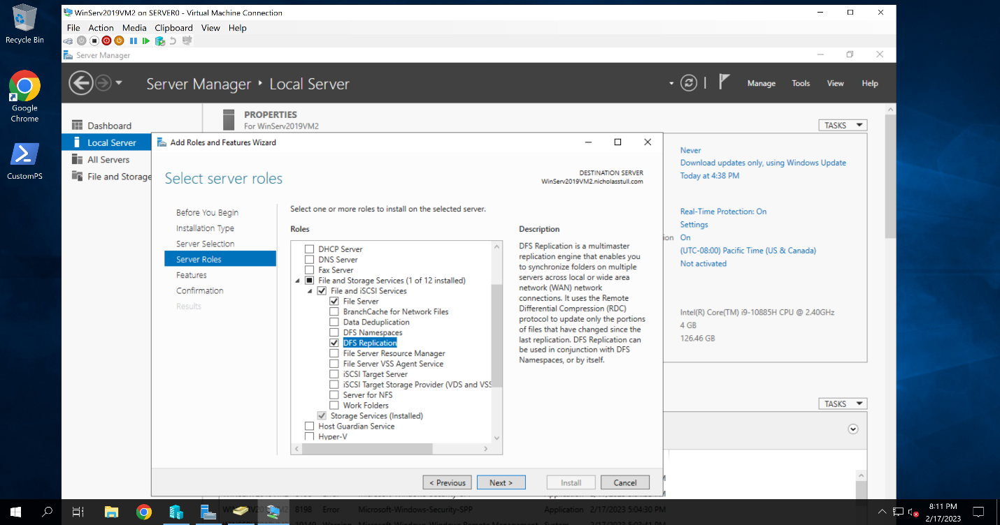 Recycle Bin
Google
Chrome
CustomPS
WinServ2019VM2 on SERVER0 - Virtual Machine Connection
File Action Media Clipboard View Help
Server Manager
Server Manager ‣ Local Server
Manage Tools View Help
Dashboard
Local Server
All Servers
File and Storage
PROPERTIES
For WinServ2019VM2
TASKS
Never
Download updates only, using Windows Update
Today at 4:38 PM
Real-Time Protection: On
Settings
ion On
(UTC-08:00) Pacific Time (US & Canada)
Not activated
Intel(R) Core(TM) i9-10885H CPU @ 2.40GHz
4 GB
126.46 GB
TASKS
Add Roles and Features Wizard
Select server roles
DESTINATION SERVER
WinServ2019VM2.nicholasstull.com
Before You Begin
Installation Type
Server Selection
Server Roles
Features
Confirmation
Results
Select one or more roles to install on the selected server.
Roles
DHCP Server
DNS Server
Fax Server
File and Storage Services (1 of 12 installed)
File and iSCSI Services
File Server
BranchCache for Network Files
Data Deduplication
DFS Namespaces
DFS Replication
File Server Resource Manager
File Server VSS Agent Service
iSCSI Target Server
iSCSI Target Storage Provider (VDS and VSS
Server for NFS
Work Folders
Storage Services (Installed)
Host Guardian Service
Hyper-V
Description
DFS Replication is a multimaster
replication engine that enables you
to synchronize folders on multiple
servers across local or wide area
network (WAN) network
connections. It uses the Remote
Differential Compression (RDC)
protocol to update only the portions
of files that have changed since the
last replication. DFS Replication can
be used in conjunction with DFS
Namespaces, or by itself.
< Previous Next > Install Cancel
8198 Error Microsoft-Windows-Security-SPP Application 2/17/2023 5:04:30 PM
8:11 PM
2/17/2023